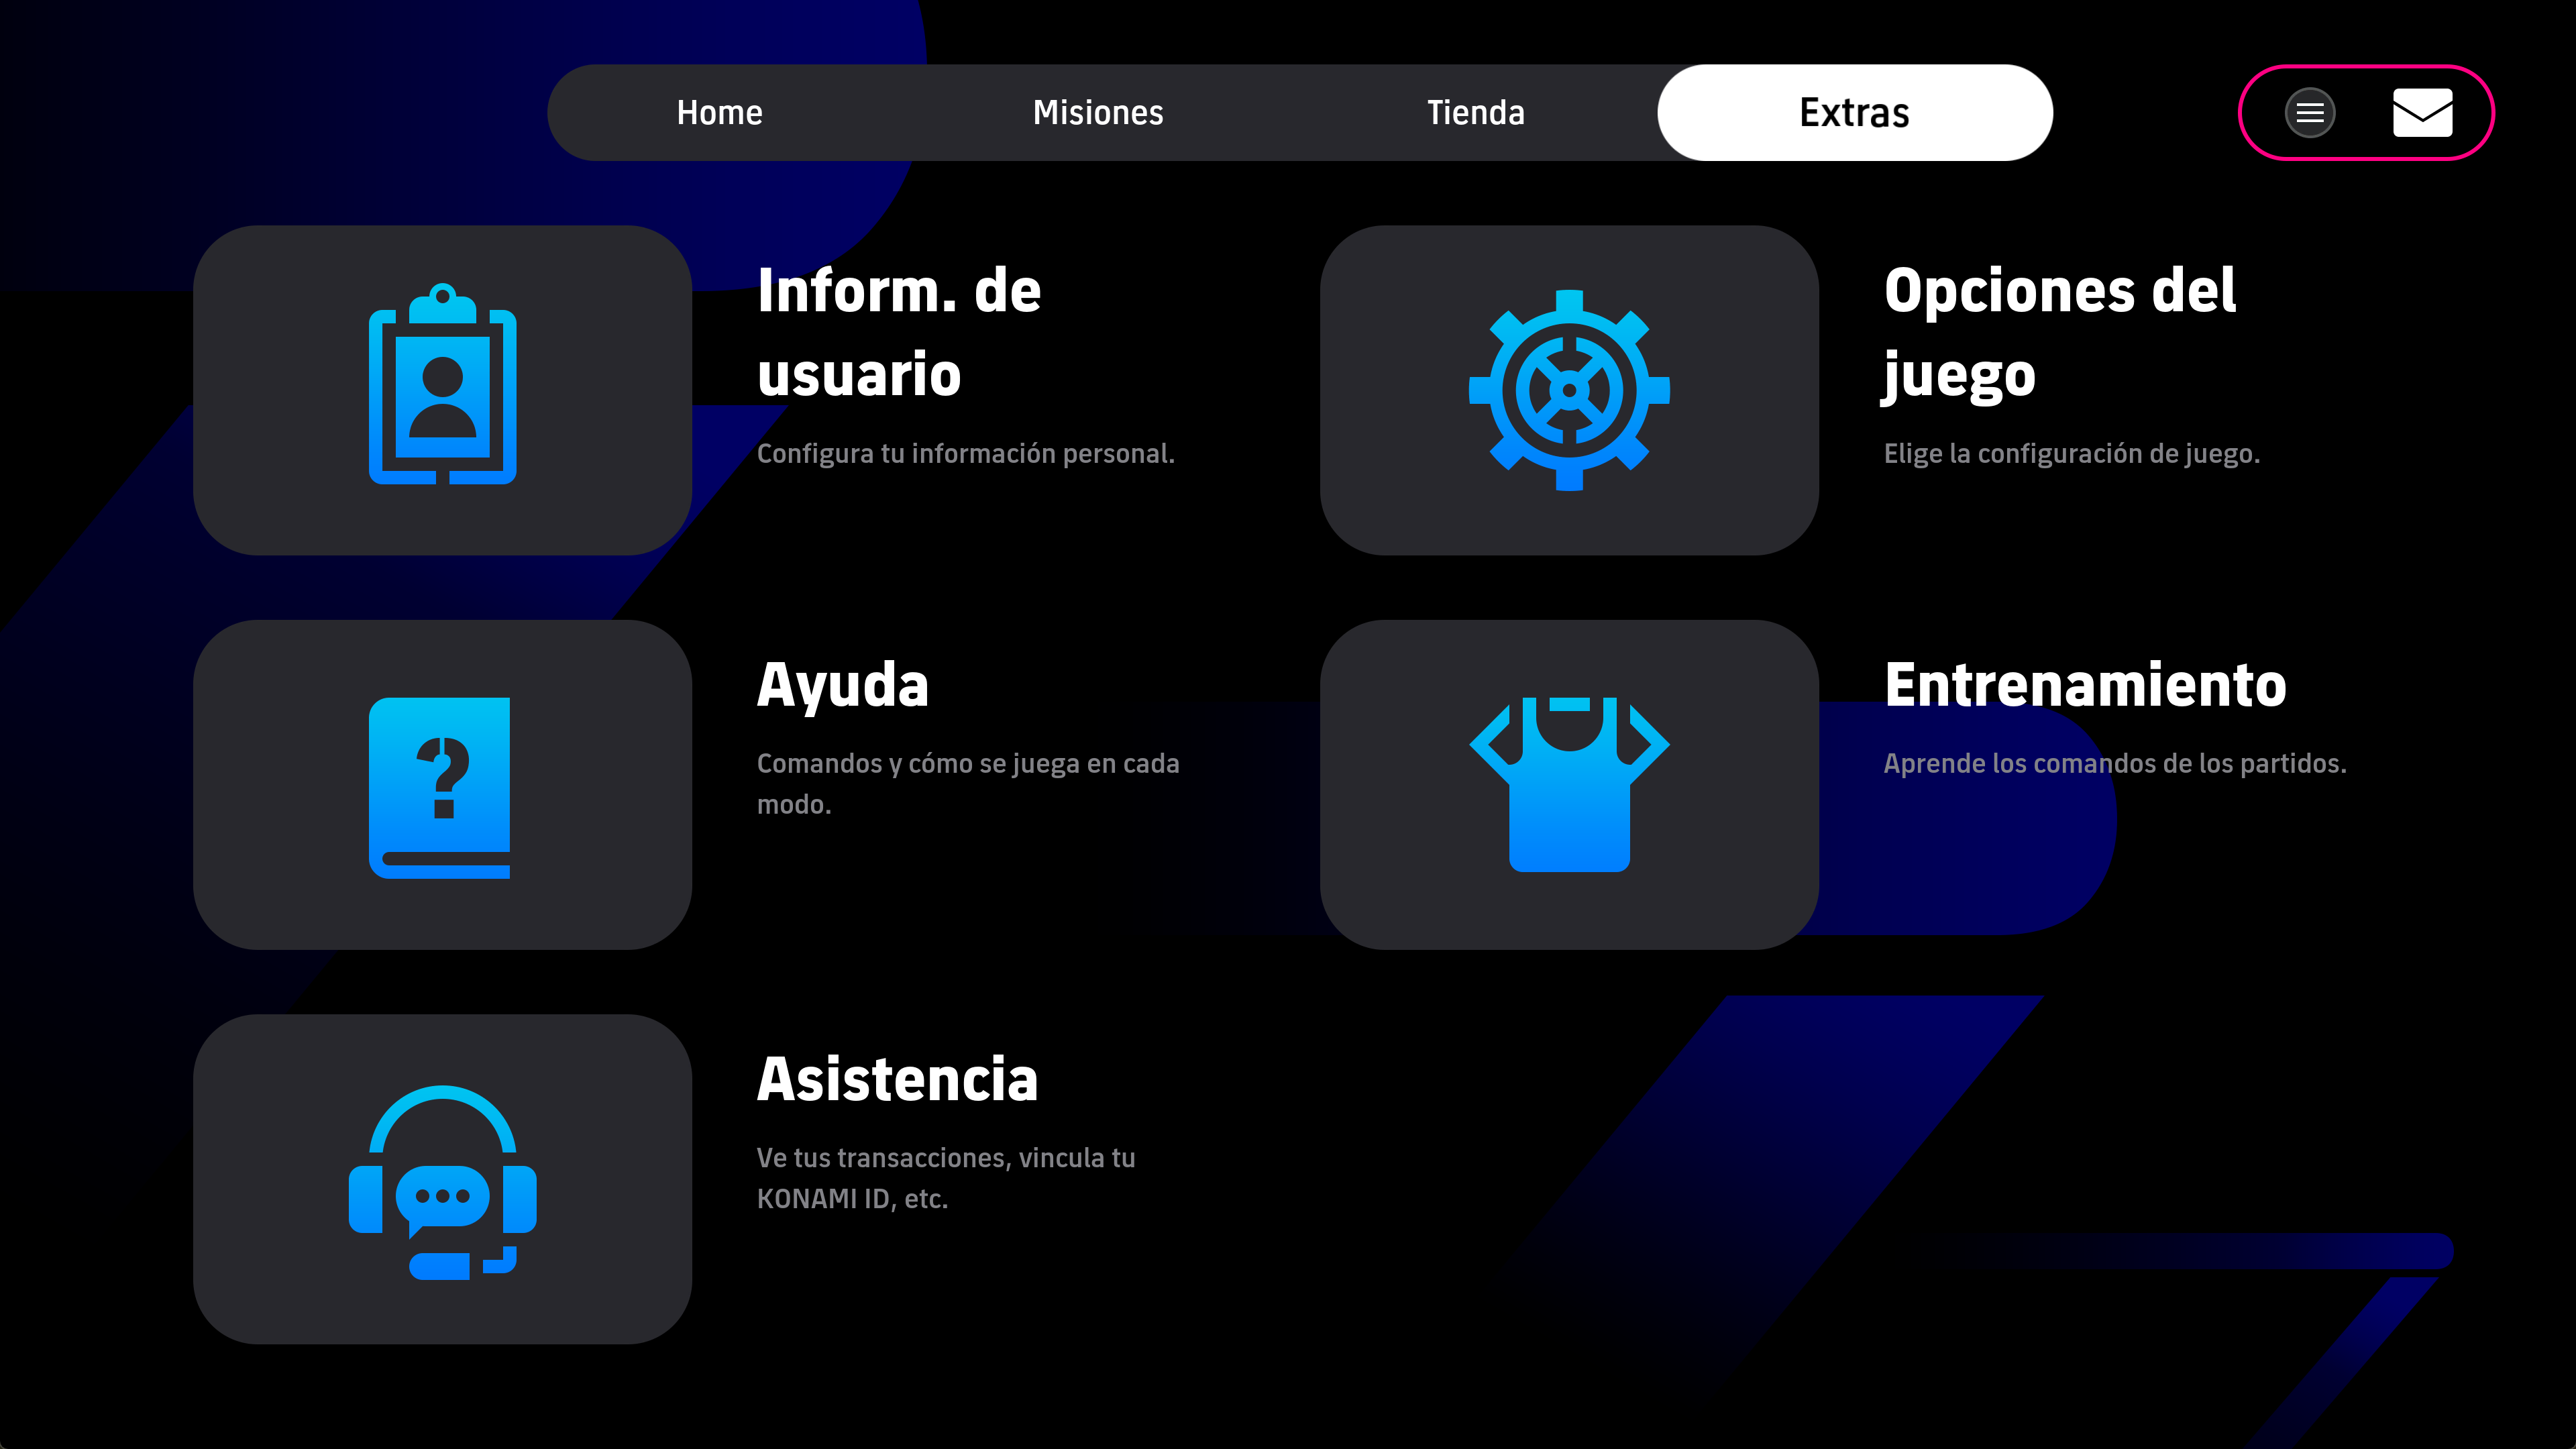 Home
Misiones
Tienda
Extras
Inform. de
usuario
Configura tu información personal.
Opciones del
juego
Elige la configuración de juego.
Ayuda
Comandos y cómo se juega en cada
modo.
Entrenamiento
Aprende los comandos de los partidos.
Asistencia
Ve tus transacciones, vincula tu
KONAMI ID, etc.